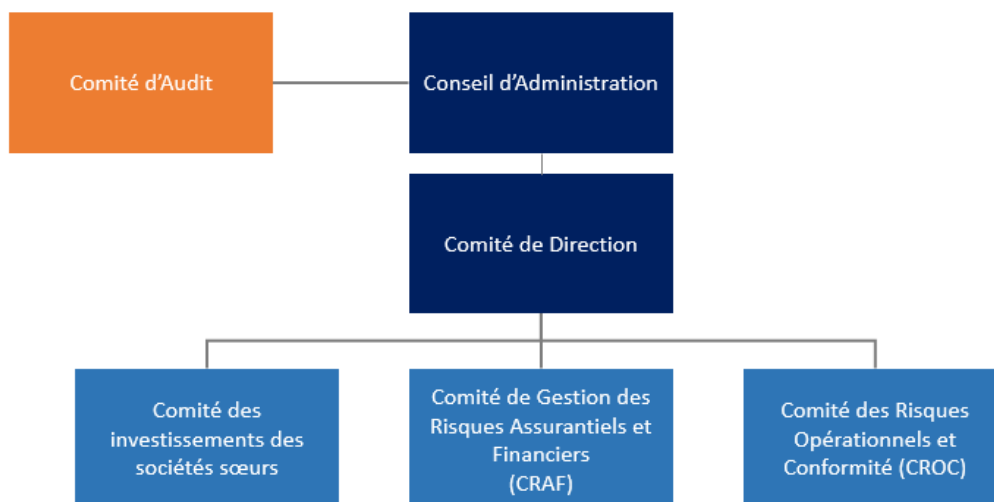 Comité d’Audit
Conseil d’Administration
Comité de Direction
Comité des
investissements des
sociétés sœurs
Comité de Gestion des
Risques Assurantiels et
Financiers
(CRAF)
Comité des Risques
Opérationnels et
Conformité (CROC)